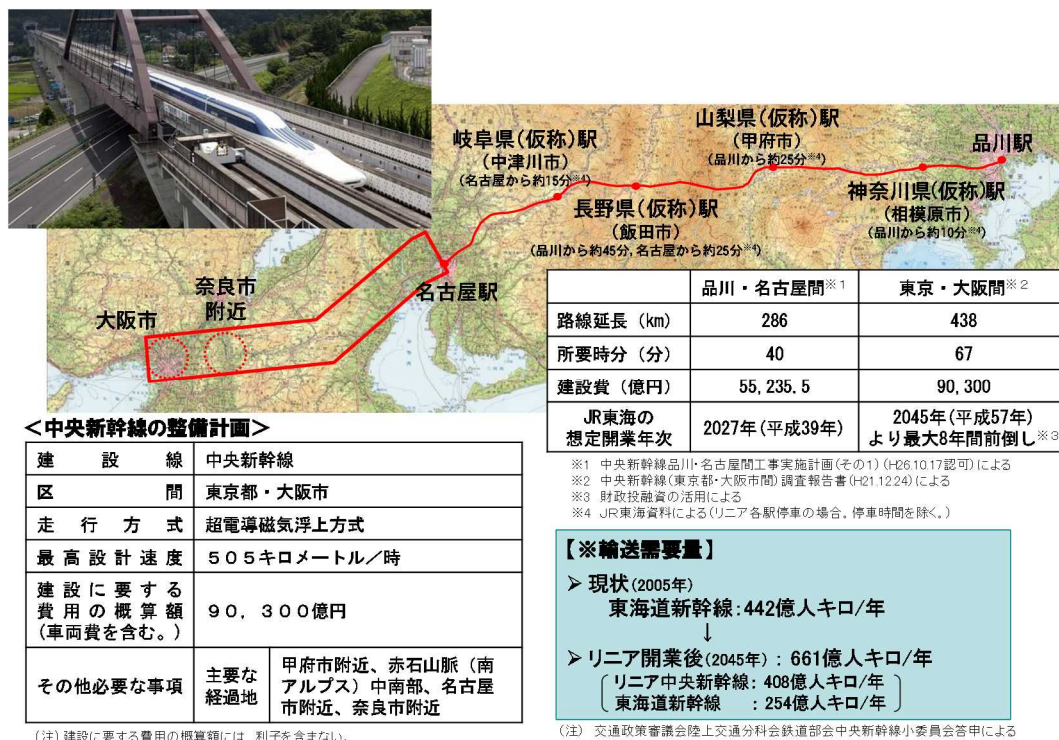 岐阜県(仮称)駅
(中津川市)
(名古屋から約15分※4)
山梨県(仮称)駅
(甲府市)
(品川から約25分※4)
品川駅
長野県(仮称)駅
(飯田市)
(品川から約45分,名古屋から約25分※4)
神奈川県(仮称)駅
(相模原市)
(品川から約10分※4)
名古屋駅
奈良市
附近
大阪市
品川・名古屋間※1 東京・大阪間※2
路線延長(km) 286 438
所要時分(分) 40 67
建設費(億円) 55,235.5 90,300
JR東海の
想定開業年次 2027年(平成39年) 2045年(平成57年)
より最大8年間前倒し※3
※1 中央新幹線品川・名古屋間工事実施計画(その1)(H26.10.17認可)による
※2 中央新幹線(東京都・大阪市間)調査報告書(H21.12.24)による
※3 財政投融資の活用による
※4 JR東海資料による(リニア各駅停車の場合。停車時間を除く。)
<中央新幹線の整備計画>
建設線 中央新幹線
区間 東京都・大阪市
走行方式 超電導磁気浮上方式
最高設計速度 505キロメートル/時
建設に要する
費用の概算額
(車両費を含む。) 90,300億円
その他必要な事項 主要な
経過地 甲府市附近、赤石山脈(南
アルプス)中南部、名古屋
市附近、奈良市附近
(注)建設に要する費用の概算額には、利子を含まない。
【※輸送需要量】
➢ 現状(2005年)
東海道新幹線:442億人キロ/年
↓
➢ リニア開業後(2045年):661億人キロ/年
リニア中央新幹線:408億人キロ/年
東海道新幹線 :254億人キロ/年
(注) 交通政策審議会陸上交通分科会鉄道部会中央新幹線小委員会答申による